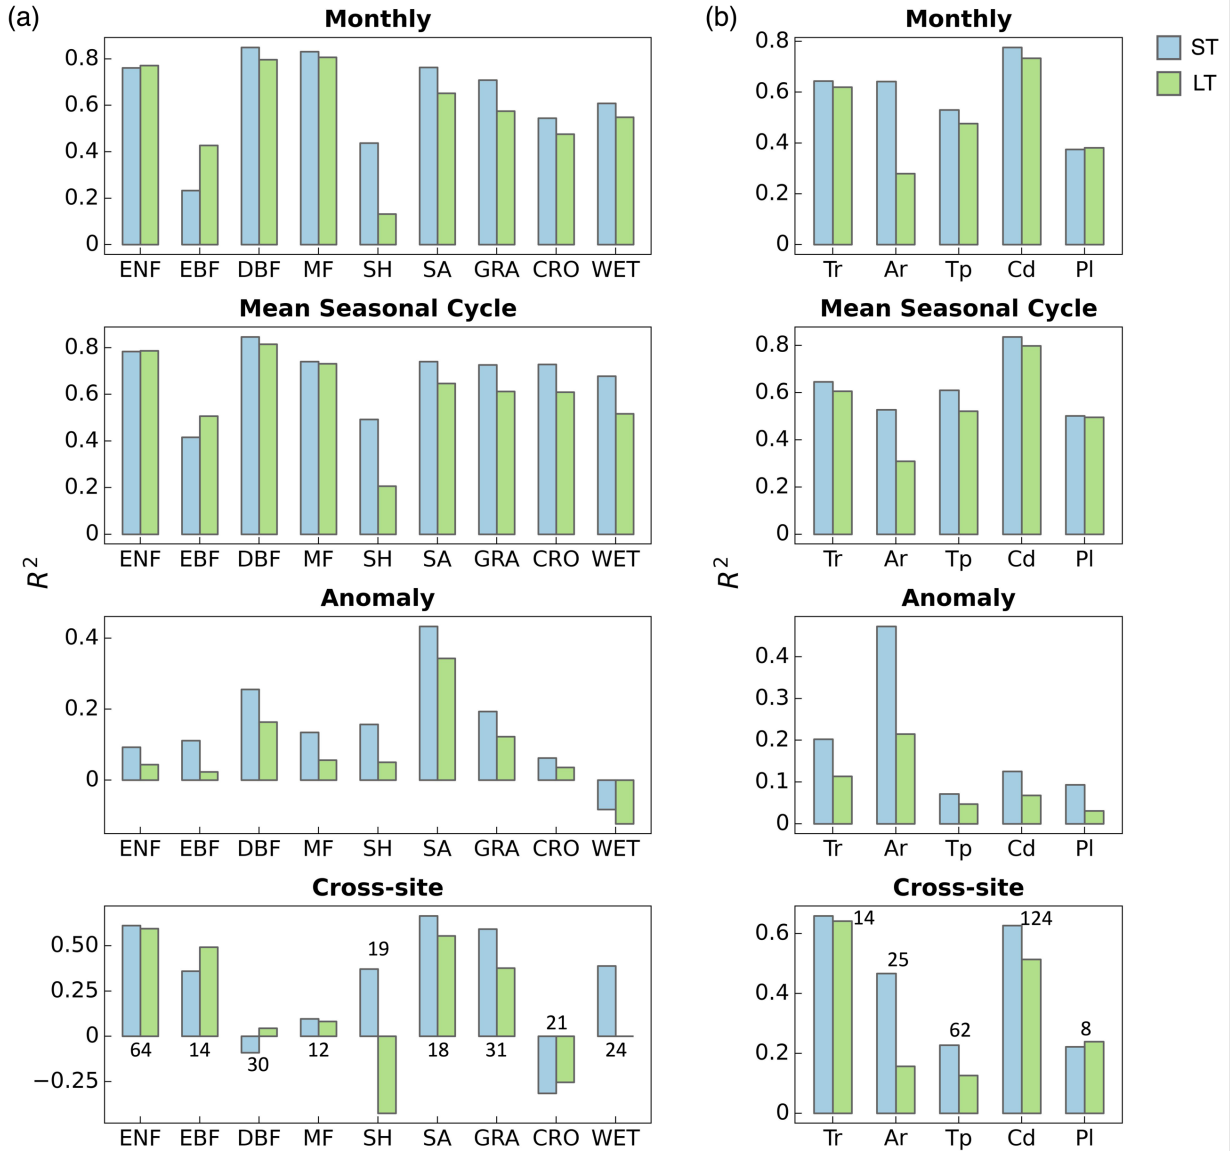 (a)
Monthly
0.8
0.6
0.4
0.2
0
ENF EBF DBF MF SH SA GRA CRO WET
Mean Seasonal Cycle
0.8
0.6
0.4
0.2
0
ENF EBF DBF MF SH SA GRA CRO WET
R²
Anomaly
0.4
0.2
0
ENF EBF DBF MF SH SA GRA CRO WET
Cross-site
0.50
0.25
0
−0.25
64 14 30 12 19 18 31 21 24
ENF EBF DBF MF SH SA GRA CRO WET
(b)
Monthly
0.8
0.6
0.4
0.2
0
Tr Ar Tp Cd Pl
Mean Seasonal Cycle
0.8
0.6
0.4
0.2
0
Tr Ar Tp Cd Pl
R²
Anomaly
0.4
0.3
0.2
0.1
0
Tr Ar Tp Cd Pl
Cross-site
0.6
0.4
0.2
0
14 25 62 124 8
Tr Ar Tp Cd Pl
ST
LT